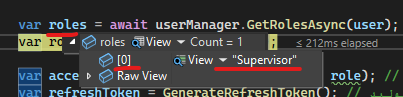 var roles = await userManager.GetRolesAsync(user);
var ro roles View Count = 1 ; ≤ 212ms elapsed
[0] View "Supervisor"
var acce Raw View role); //
var refreshToken = GenerateRefreshToken(); //